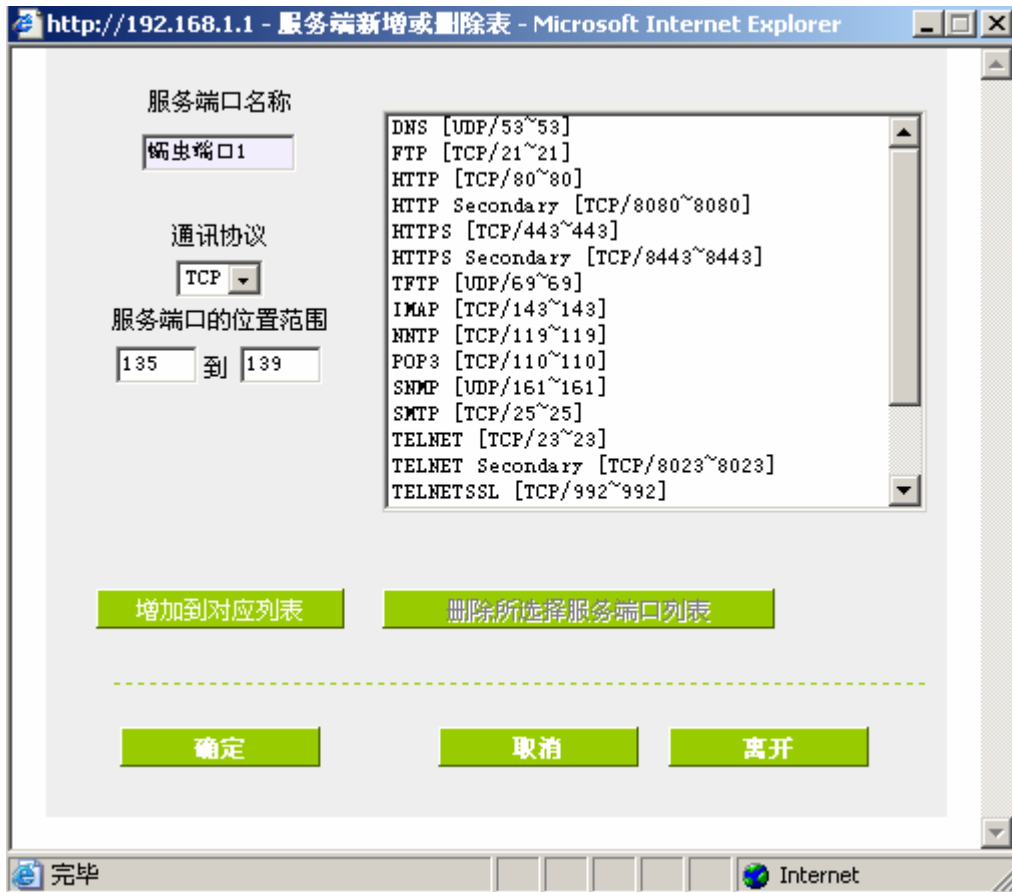 http://192.168.1.1 - 服务端新增或删除表 - Microsoft Internet Explorer
服务端口名称
蠕虫端口1
通讯协议
TCP
服务端口的位置范围
135 到 139
DNS [UDP/53~53]
FTP [TCP/21~21]
HTTP [TCP/80~80]
HTTP Secondary [TCP/8080~8080]
HTTPS [TCP/443~443]
HTTPS Secondary [TCP/8443~8443]
TFTP [UDP/69~69]
IMAP [TCP/143~143]
NNTP [TCP/119~119]
POP3 [TCP/110~110]
SNMP [UDP/161~161]
SMTP [TCP/25~25]
TELNET [TCP/23~23]
TELNET Secondary [TCP/8023~8023]
TELNETSSL [TCP/992~992]
增加到对应列表
删除所选择服务端口列表
确定
取消
离开
完毕
Internet